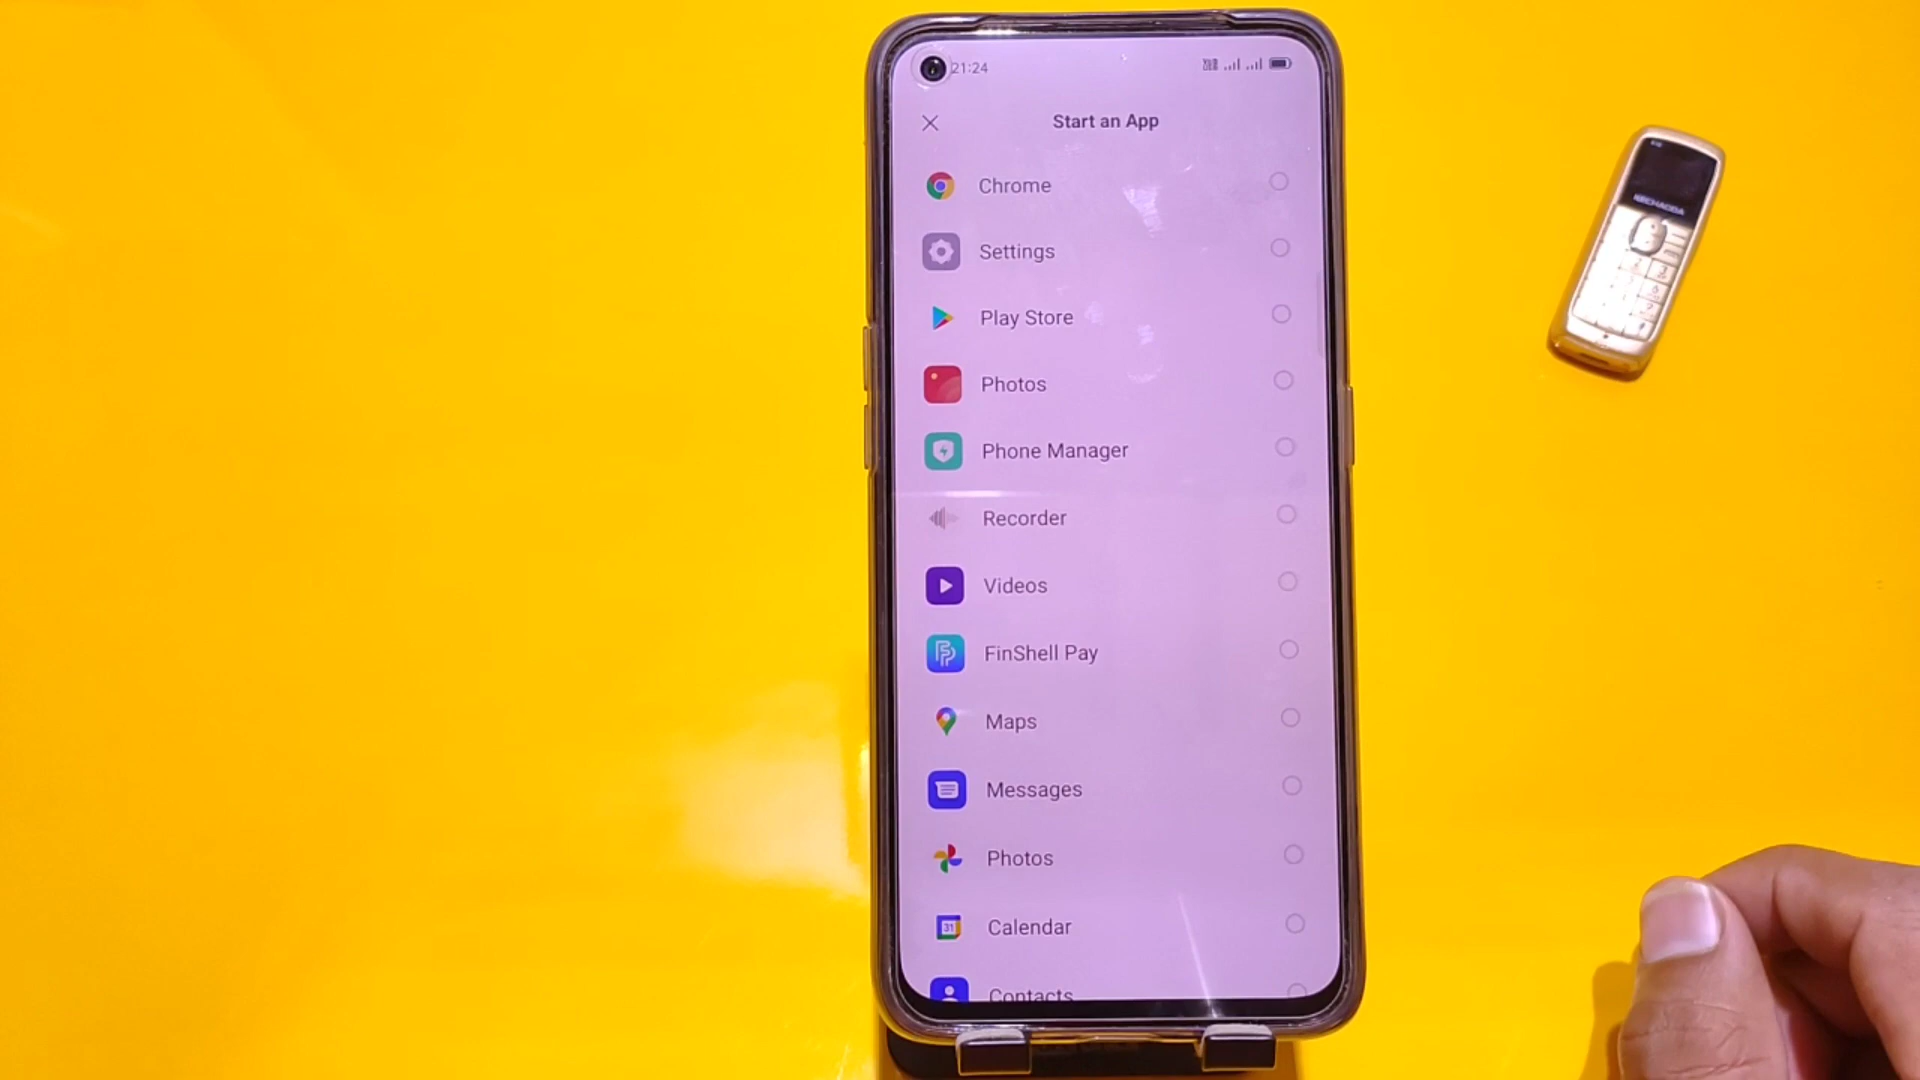 21:24
Start an App
Chrome
Settings
Play Store
Photos
Phone Manager
Recorder
Videos
FinShell Pay
Maps
Messages
Photos
31
Calendar
Contacts